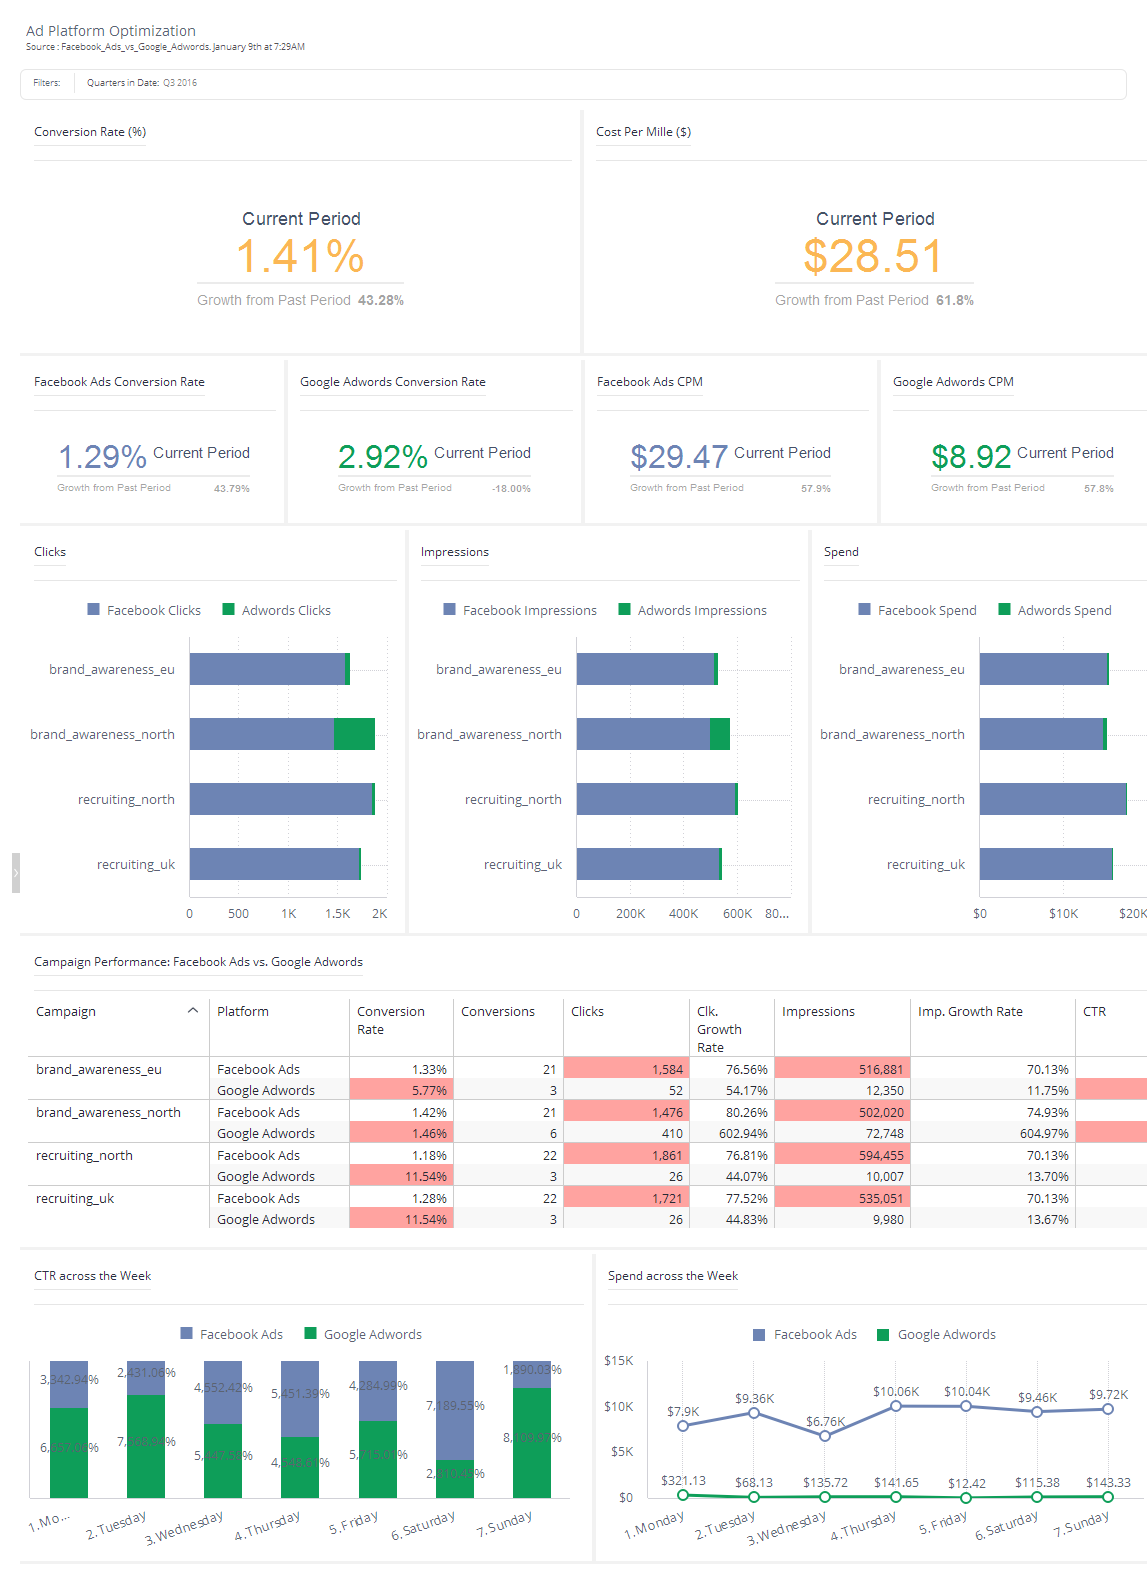 Ad Platform Optimization
Source : Facebook_Ads_vs_Google_Adwords. January 9th at 7:29AM
Filters: Quarters in Date: Q3 2016
Conversion Rate (%)
Current Period
1.41%
Growth from Past Period 43.28%
Cost Per Mille ($)
Current Period
$28.51
Growth from Past Period 61.8%
Facebook Ads Conversion Rate
1.29% Current Period
Growth from Past Period 43.79%
Google Adwords Conversion Rate
2.92% Current Period
Growth from Past Period -18.00%
Facebook Ads CPM
$29.47 Current Period
Growth from Past Period 57.9%
Google Adwords CPM
$8.92 Current Period
Growth from Past Period 57.8%
Clicks
Facebook Clicks Adwords Clicks
brand_awareness_eu
brand_awareness_north
recruiting_north
recruiting_uk
0 500 1K 1.5K 2K
Impressions
Facebook Impressions Adwords Impressions
brand_awareness_eu
brand_awareness_north
recruiting_north
recruiting_uk
0 200K 400K 600K 80...
Spend
Facebook Spend Adwords Spend
brand_awareness_eu
brand_awareness_north
recruiting_north
recruiting_uk
$0 $10K $20K
Campaign Performance: Facebook Ads vs. Google Adwords
Campaign Platform Conversion Rate Conversions Clicks Clk. Growth Rate Impressions Imp. Growth Rate CTR
brand_awareness_eu Facebook Ads 1.33% 21 1,584 76.56% 516,881 70.13%
Google Adwords 5.77% 3 52 54.17% 12,350 11.75%
brand_awareness_north Facebook Ads 1.42% 21 1,476 80.26% 502,020 74.93%
Google Adwords 1.46% 6 410 602.94% 72,748 604.97%
recruiting_north Facebook Ads 1.18% 22 1,861 76.81% 594,455 70.13%
Google Adwords 11.54% 3 26 44.07% 10,007 13.70%
recruiting_uk Facebook Ads 1.28% 22 1,721 77.52% 535,051 70.13%
Google Adwords 11.54% 3 26 44.83% 9,980 13.67%
CTR across the Week
Facebook Ads Google Adwords
3,342.94% 2,431.06% 4,552.42% 5,451.39% 4,284.99% 7,189.55% 1,890.03%
1.Mo... 2.Tuesday 3.Wednesday 4.Thursday 5.Friday 6.Saturday 7.Sunday
Spend across the Week
Facebook Ads Google Adwords
$15K
$10K
$5K
$0
$7.9K $9.36K $6.76K $10.06K $10.04K $9.46K $9.72K
$321.13 $68.13 $135.72 $141.65 $12.42 $115.38 $143.33
1.Monday 2.Tuesday 3.Wednesday 4.Thursday 5.Friday 6.Saturday 7.Sunday